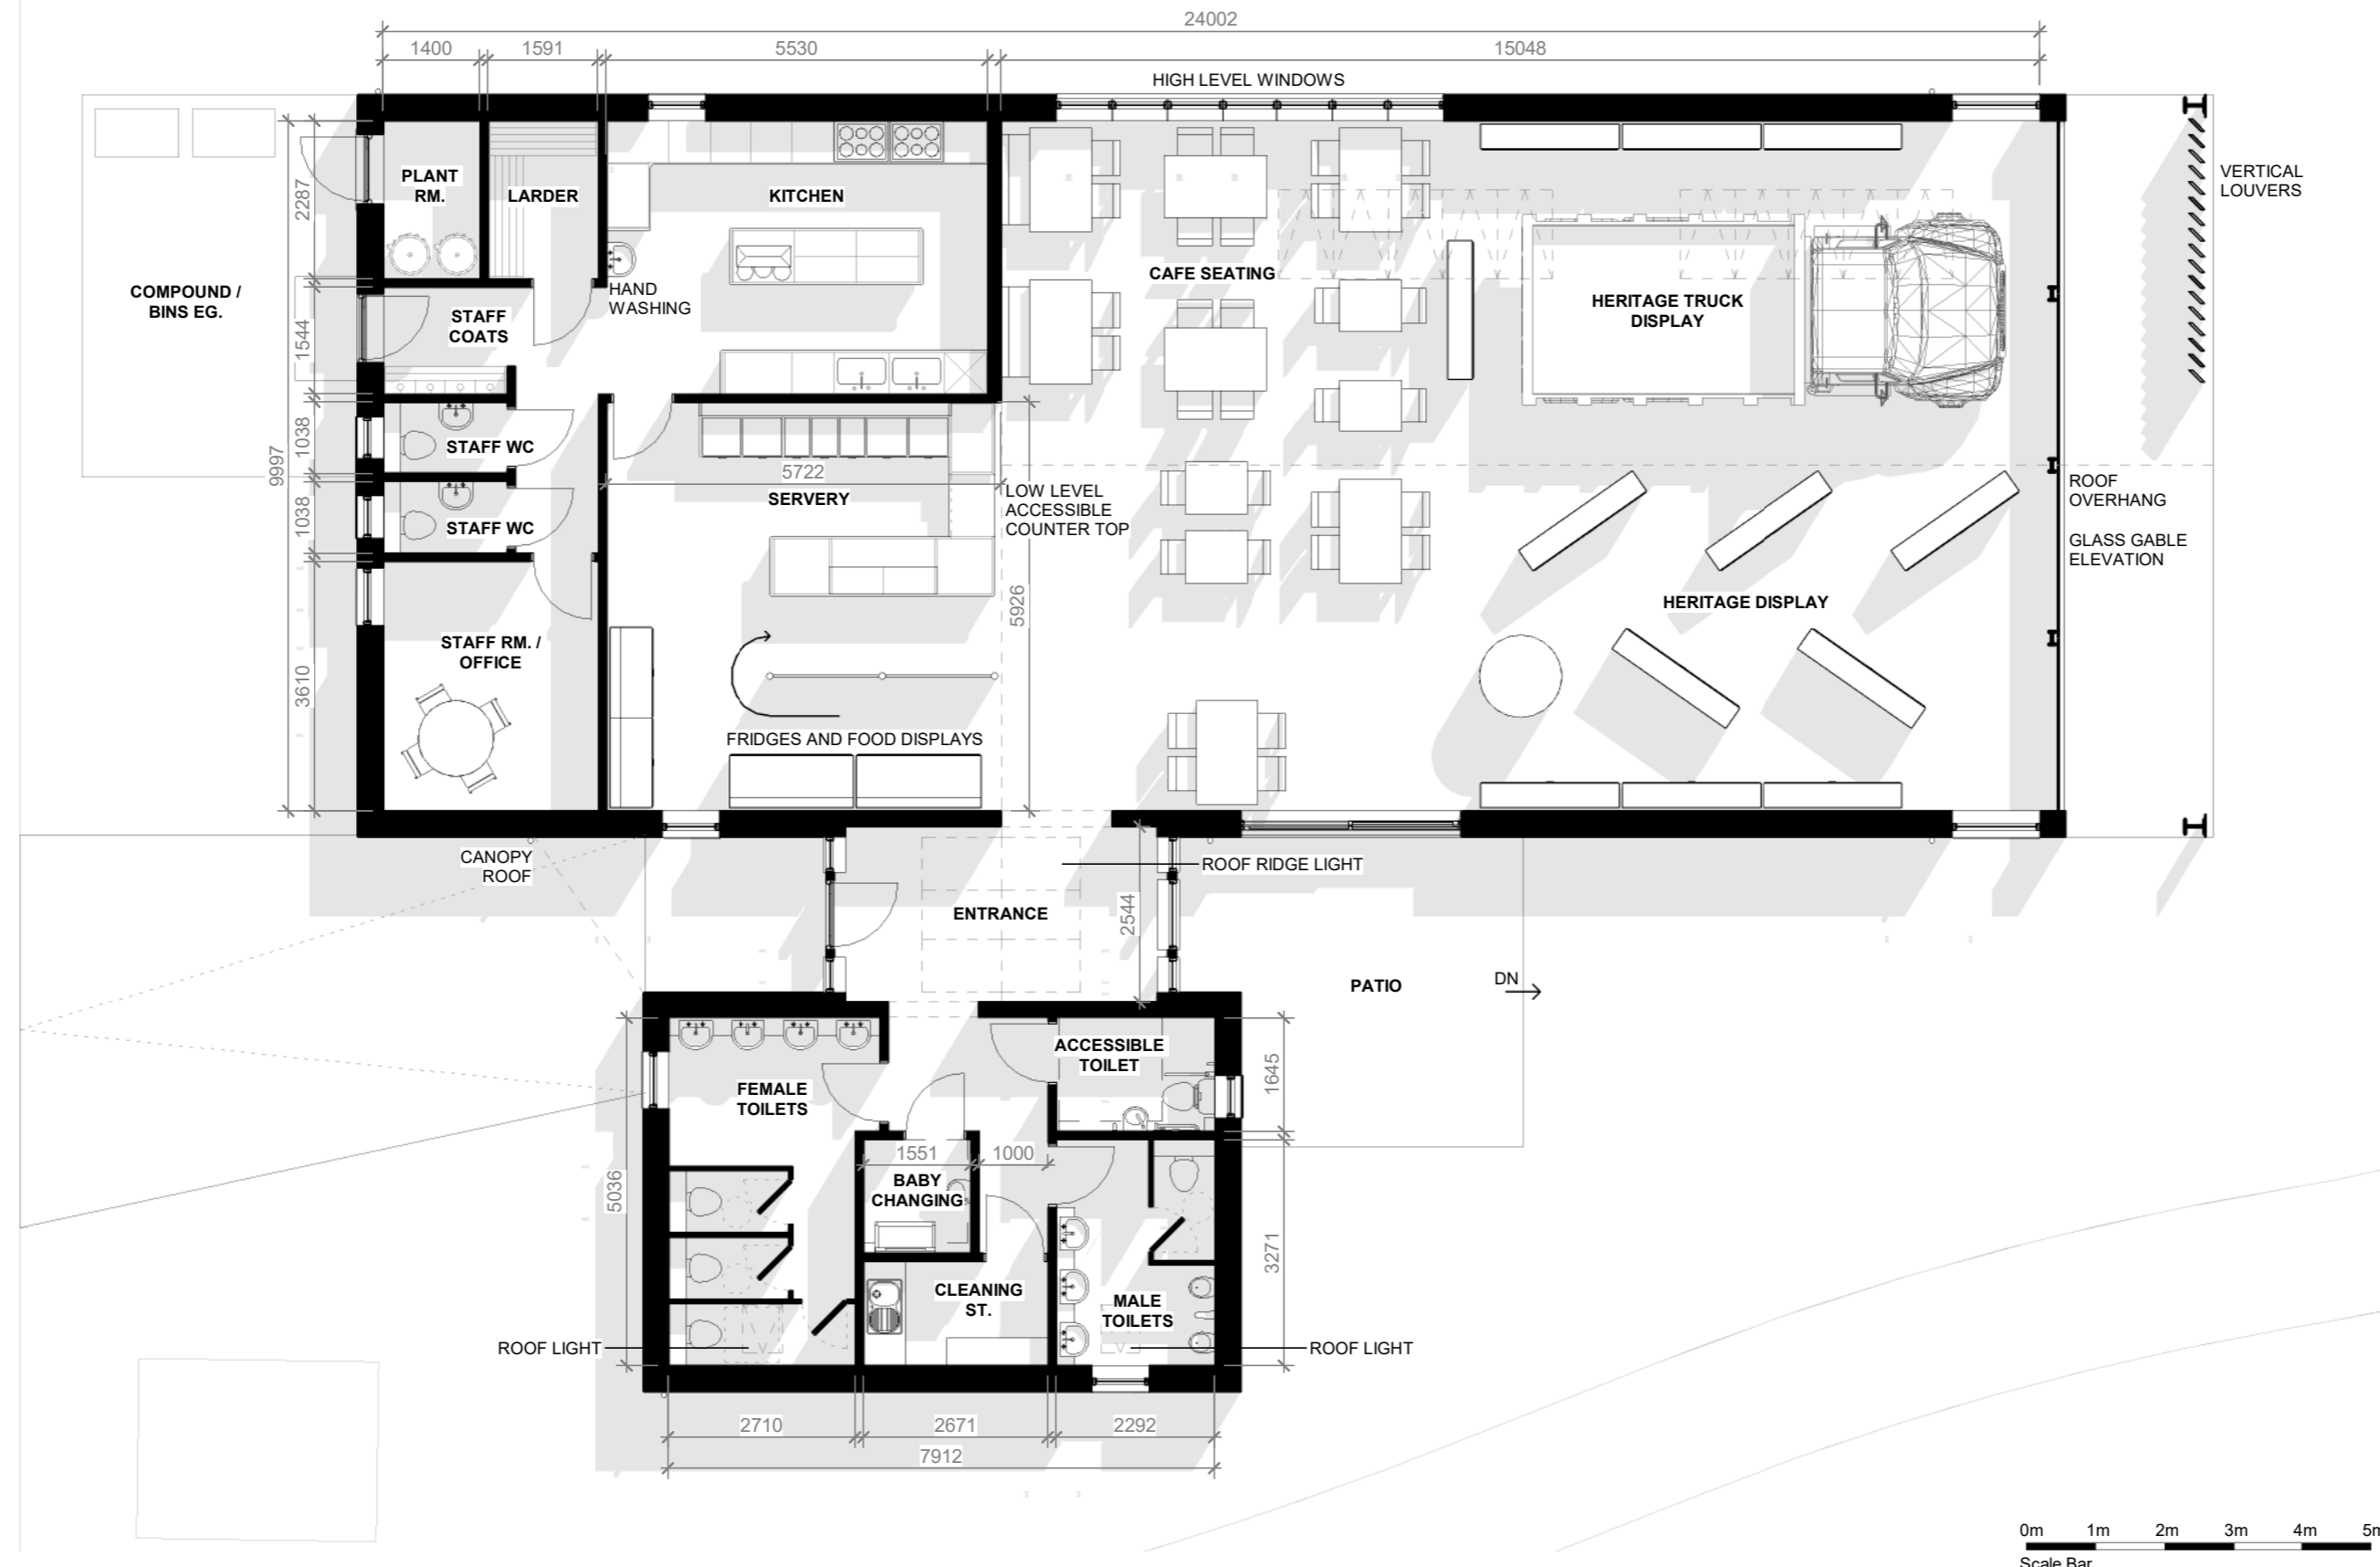 24002
1400
1591
5530
15048
HIGH LEVEL WINDOWS
PLANT
RM.
LARDER
KITCHEN
2287
VERTICAL
LOUVERS
COMPOUND /
BINS EG.
HAND
WASHING
CAFE SEATING
HERITAGE TRUCK
DISPLAY
STAFF
COATS
1544
9997
1038
STAFF WC
5722
SERVERY
LOW LEVEL
ACCESSIBLE
COUNTER TOP
ROOF
OVERHANG
GLASS GABLE
ELEVATION
1038
STAFF WC
5926
HERITAGE DISPLAY
STAFF RM. /
OFFICE
3610
FRIDGES AND FOOD DISPLAYS
CANOPY
ROOF
ROOF RIDGE LIGHT
ENTRANCE
2544
PATIO
DN
ACCESSIBLE
TOILET
1645
FEMALE
TOILETS
5036
1551
1000
BABY
CHANGING
3271
CLEANING
ST.
MALE
TOILETS
ROOF LIGHT
ROOF LIGHT
2710
2671
2292
7912
0m 1m 2m 3m 4m 5m
Scale Bar